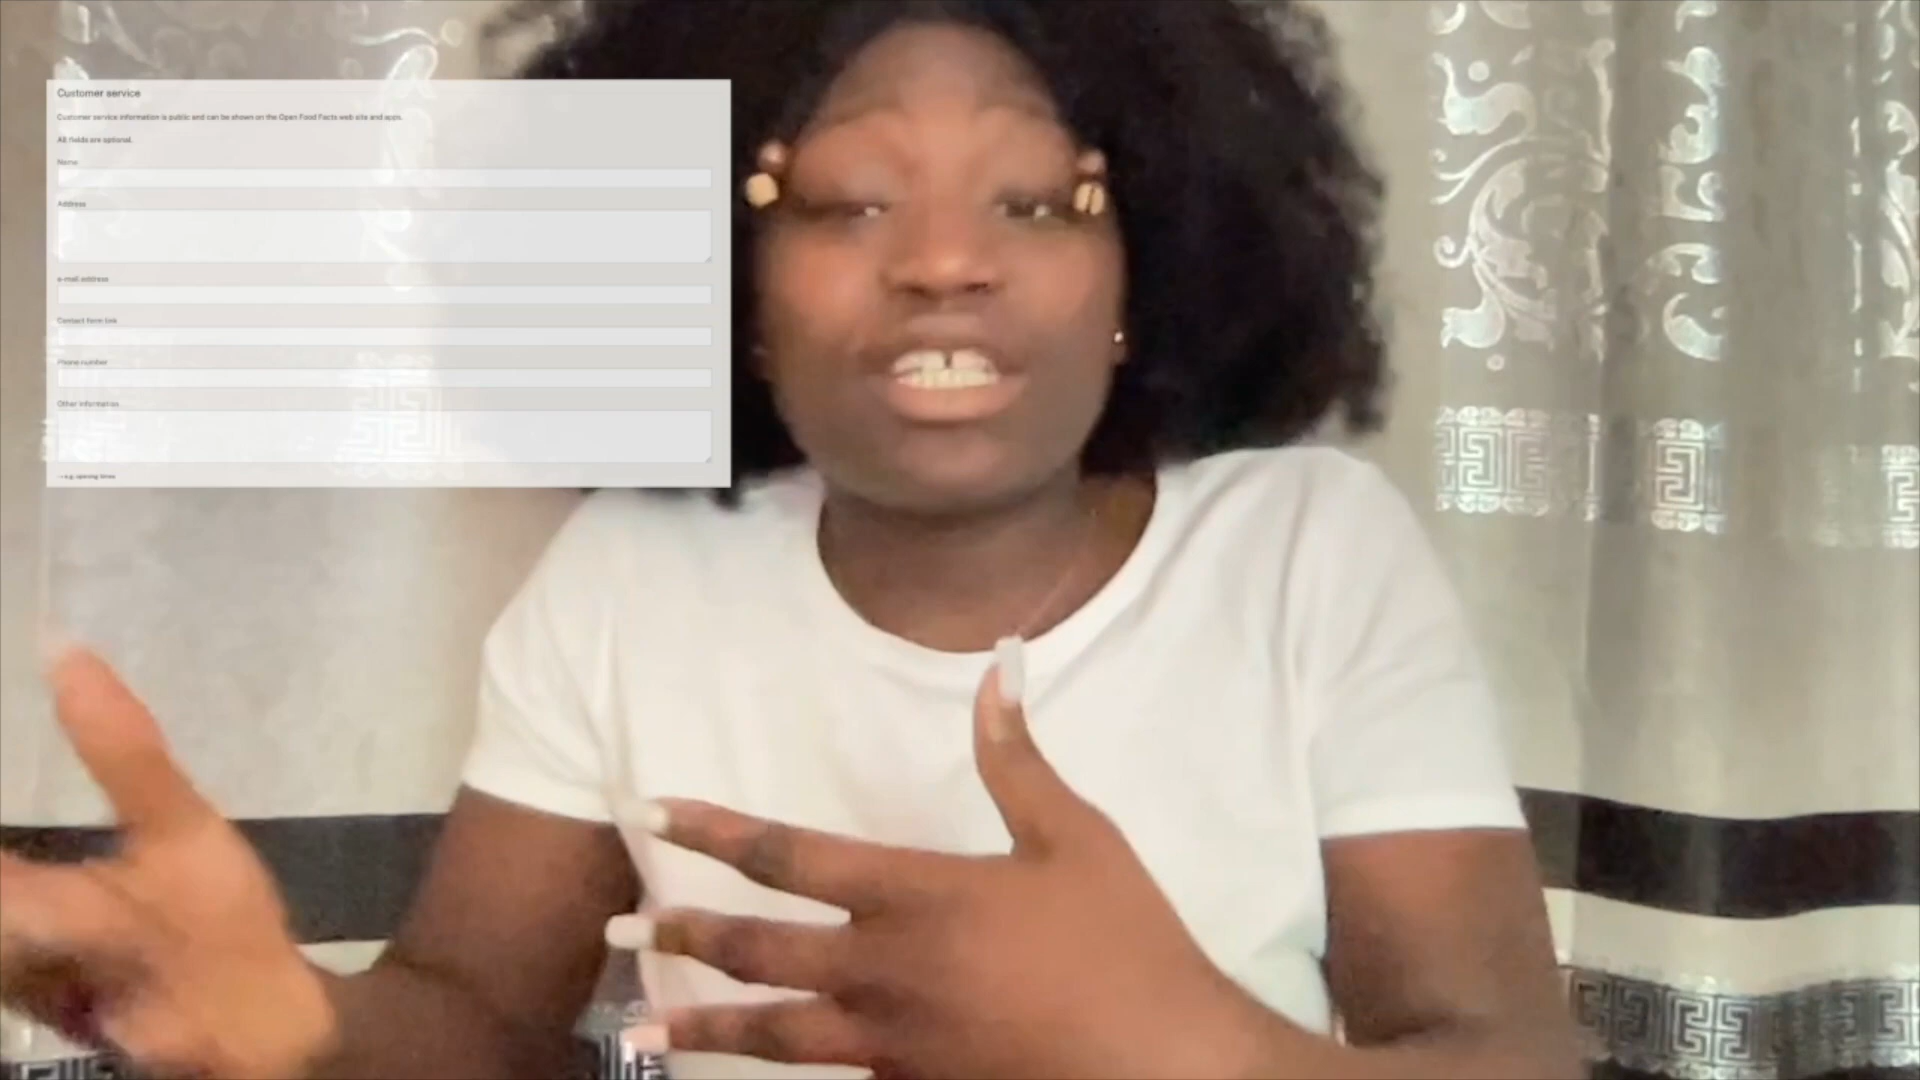 Customer service
Customer service information is public and can be shown on the Open Food Facts web site and apps.
All fields are optional.
Name
Address
e-mail address
Contact form link
Phone number
Other information
→ e.g. opening times